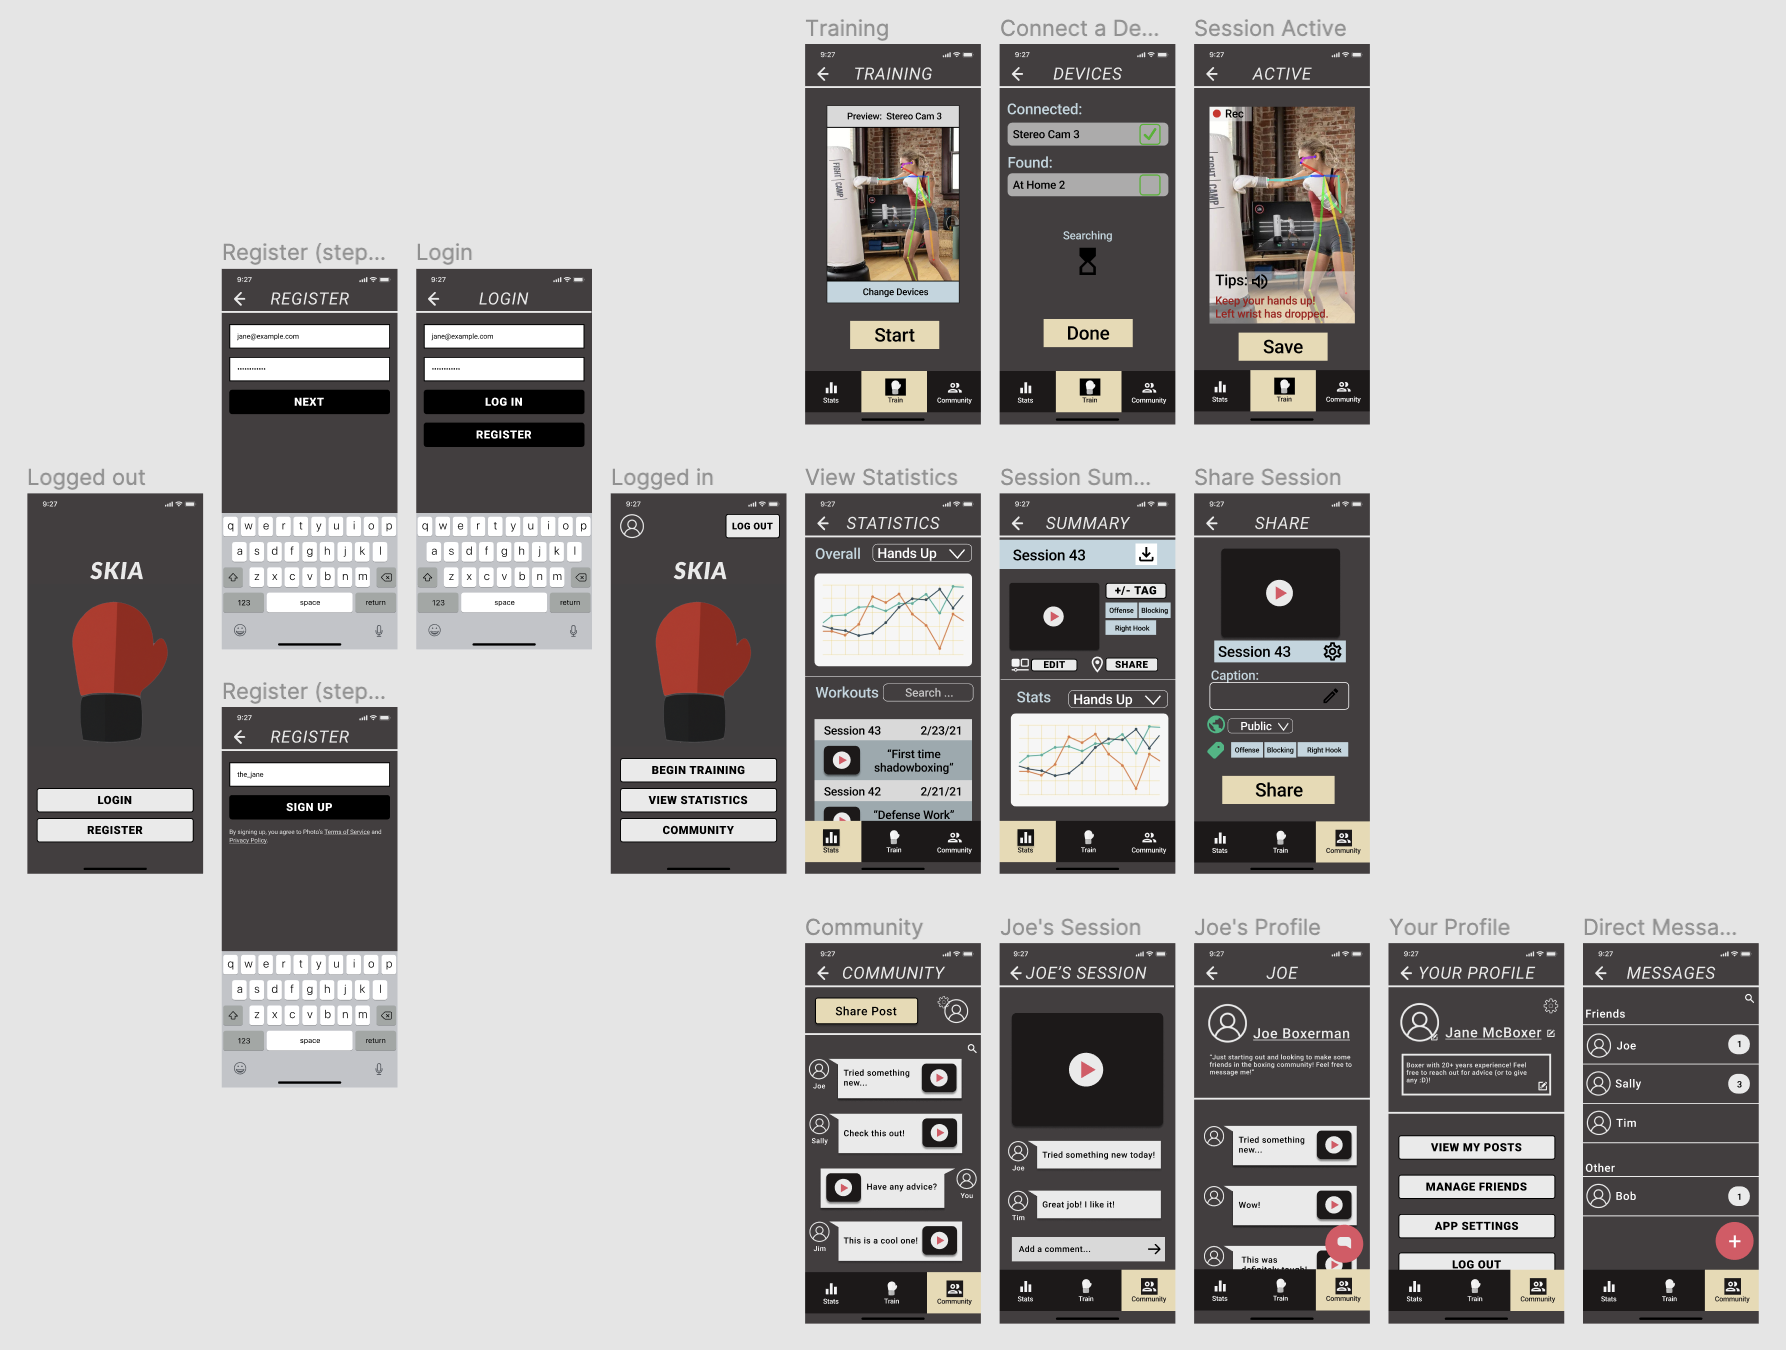 Training
9:27
TRAINING
Preview: Stereo Cam 3
FIGHT CAMP
Change Devices
Start
Stats
Train
Community
Connect a De...
9:27
DEVICES
Connected:
Stereo Cam 3
Found:
At Home 2
Searching
Done
Stats
Train
Community
Session Active
9:27
ACTIVE
Rec
FIGHT CAMP
Tips:
Keep your hands up!
Left wrist has dropped.
Save
Stats
Train
Community
Register (step...
9:27
REGISTER
jane@example.com
NEXT
q w e r t y u i o p
a s d f g h j k l
z x c v b n m
123 space return
Login
9:27
LOGIN
jane@example.com
LOG IN
REGISTER
q w e r t y u i o p
a s d f g h j k l
z x c v b n m
123 space return
Logged out
9:27
SKIA
LOGIN
REGISTER
Register (step...
9:27
REGISTER
the_jane
SIGN UP
By signing up, you agree to Photo's Terms of Service and
Privacy Policy.
q w e r t y u i o p
a s d f g h j k l
z x c v b n m
123 space return
Logged in
9:27
LOG OUT
SKIA
BEGIN TRAINING
VIEW STATISTICS
COMMUNITY
View Statistics
9:27
STATISTICS
Overall Hands Up
Workouts Search ...
Session 43 2/23/21
"First time
shadowboxing"
Session 42 2/21/21
"Defense Work"
Stats
Train
Community
Session Sum...
9:27
SUMMARY
Session 43
+/- TAG
Offense Blocking
Right Hook
EDIT SHARE
Stats Hands Up
Stats
Train
Community
Share Session
9:27
SHARE
Session 43
Caption:
Public
Offense Blocking Right Hook
Share
Stats
Train
Community
Community
9:27
COMMUNITY
Share Post
Joe
Tried something
new...
Sally
Check this out!
Have any advice?
You
Jim
This is a cool one!
Stats
Train
Community
Joe's Session
9:27
JOE'S SESSION
Joe
Tried something new today!
Tim
Great job! I like it!
Add a comment...
Stats
Train
Community
Joe's Profile
9:27
JOE
Joe Boxerman
"Just starting out and looking to make some
friends in the boxing community! Feel free to
message me!"
Tried something
new...
Wow!
This was
definitely tough!
Stats
Train
Community
Your Profile
9:27
YOUR PROFILE
Jane McBoxer
Boxer with 20+ years experience! Feel
free to reach out for advice (or to give
any :D)!
VIEW MY POSTS
MANAGE FRIENDS
APP SETTINGS
LOG OUT
Stats
Train
Community
Direct Messa...
9:27
MESSAGES
Friends
Joe 1
Sally 3
Tim
Other
Bob 1
+
Stats
Train
Community